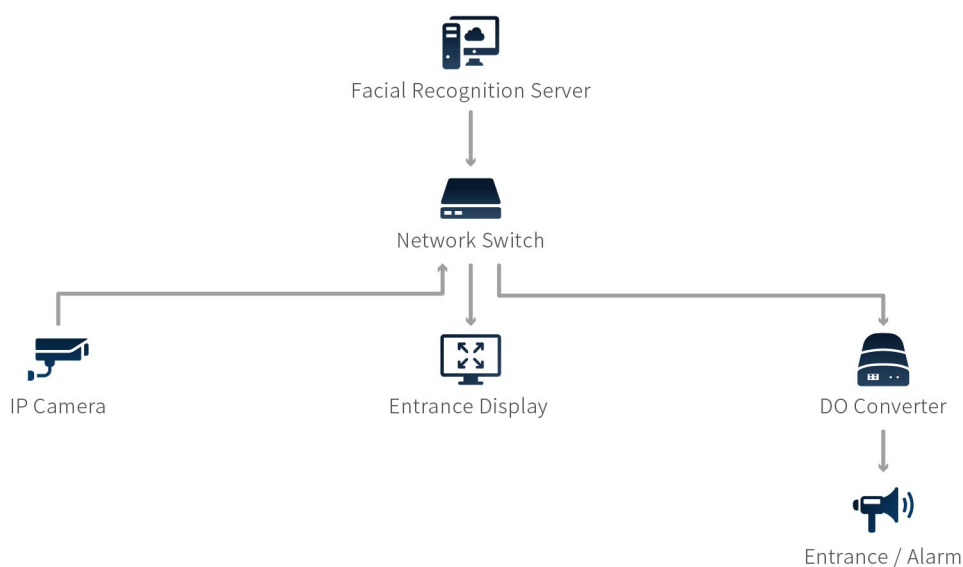 Facial Recognition Server
Network Switch
IP Camera
Entrance Display
DO Converter
Entrance / Alarm